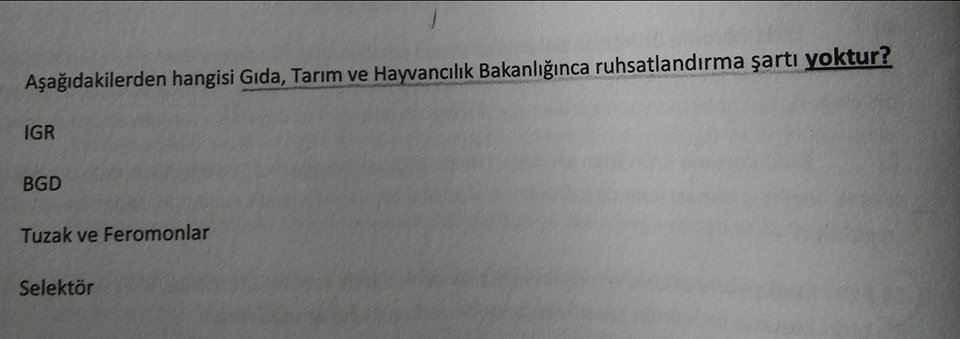 Aşağıdakilerden hangisi Gıda, Tarım ve Hayvancılık Bakanlığınca ruhsatlandırma şartı yoktur?
IGR
BGD
Tuzak ve Feromonlar
Selektör